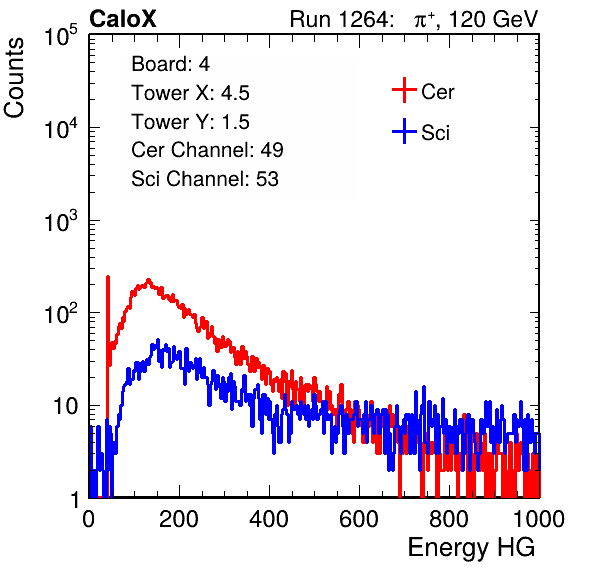 CaloX Run 1264: π⁺, 120 GeV
Counts
10⁵
10⁴
10³
10²
10
1
Board: 4
Tower X: 4.5
Tower Y: 1.5
Cer Channel: 49
Sci Channel: 53
Cer
Sci
0 200 400 600 800 1000
Energy HG